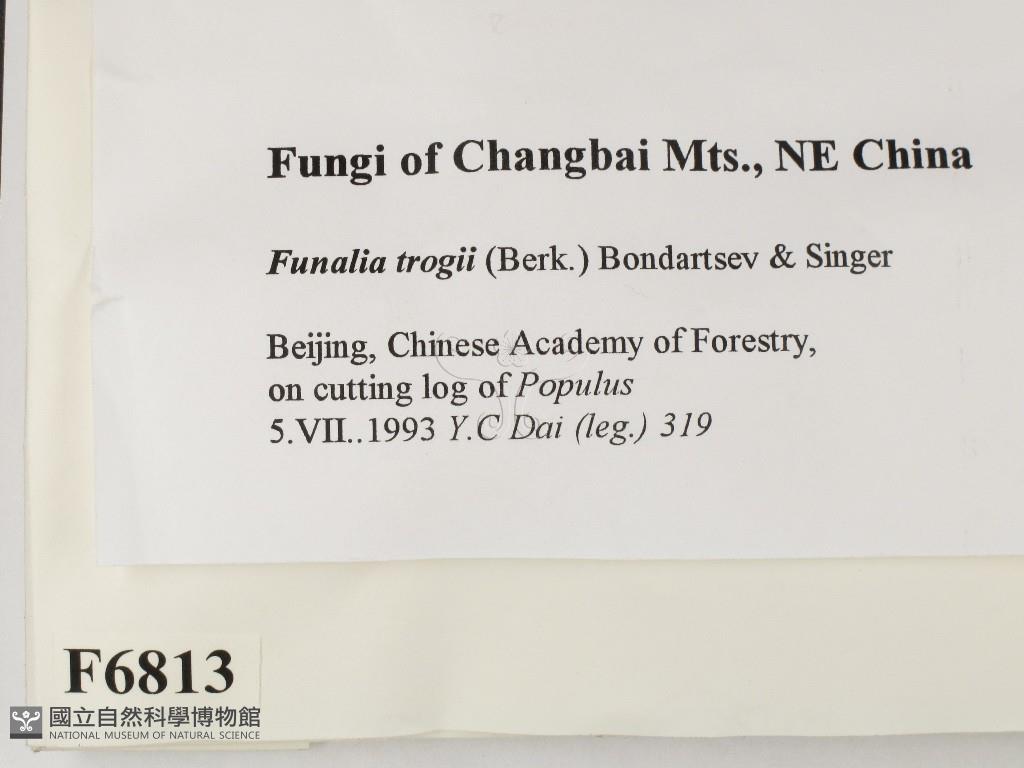 Fungi of Changbai Mts., NE China
Funalia trogii (Berk.) Bondartsev & Singer
Beijing, Chinese Academy of Forestry,
on cutting log of Populus
5.VII..1993 Y.C Dai (leg.) 319
F6813
國立自然科學博物館
NATIONAL MUSEUM OF NATURAL SCIENCE